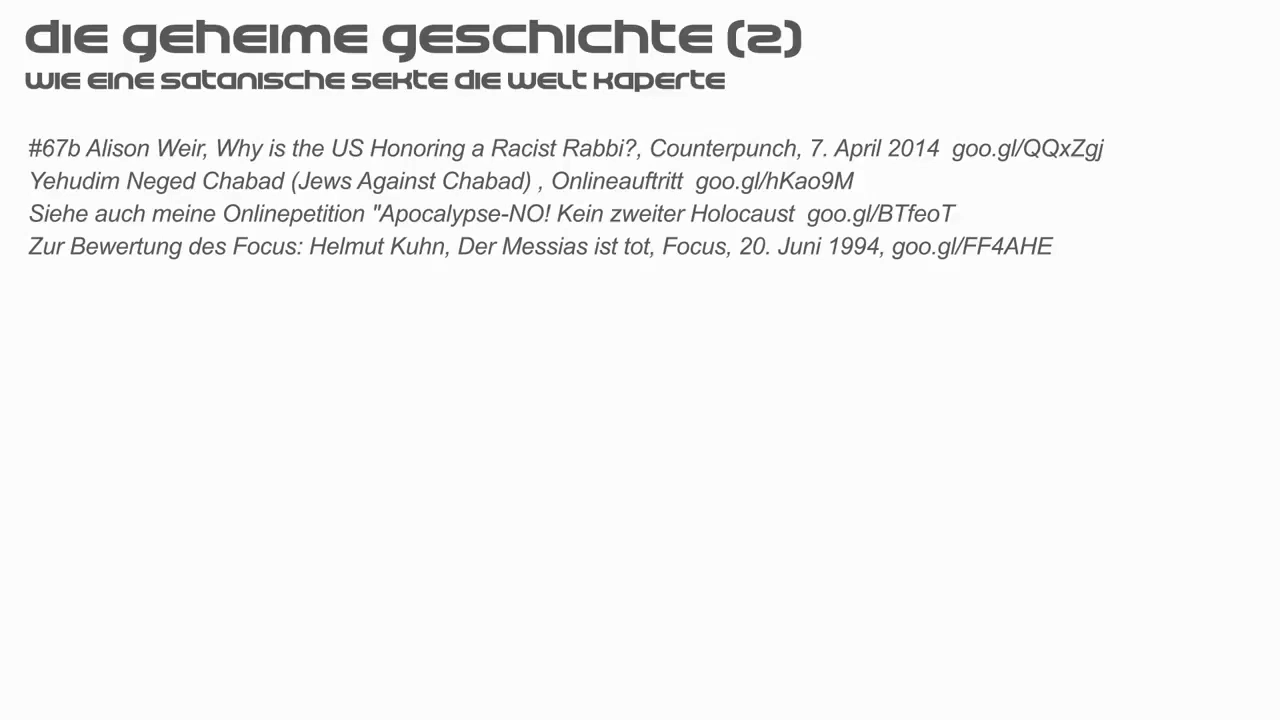 die geheime geschichte (2)
wie eine satanische sekte die welt kaperte
#67b Alison Weir, Why is the US Honoring a Racist Rabbi?, Counterpunch, 7. April 2014 goo.gl/QQxZgj
Yehudim Neged Chabad (Jews Against Chabad) , Onlineauftritt goo.gl/hKao9M
Siehe auch meine Onlinepetition "Apocalypse-NO! Kein zweiter Holocaust goo.gl/BTfeoT
Zur Bewertung des Focus: Helmut Kuhn, Der Messias ist tot, Focus, 20. Juni 1994, goo.gl/FF4AHE